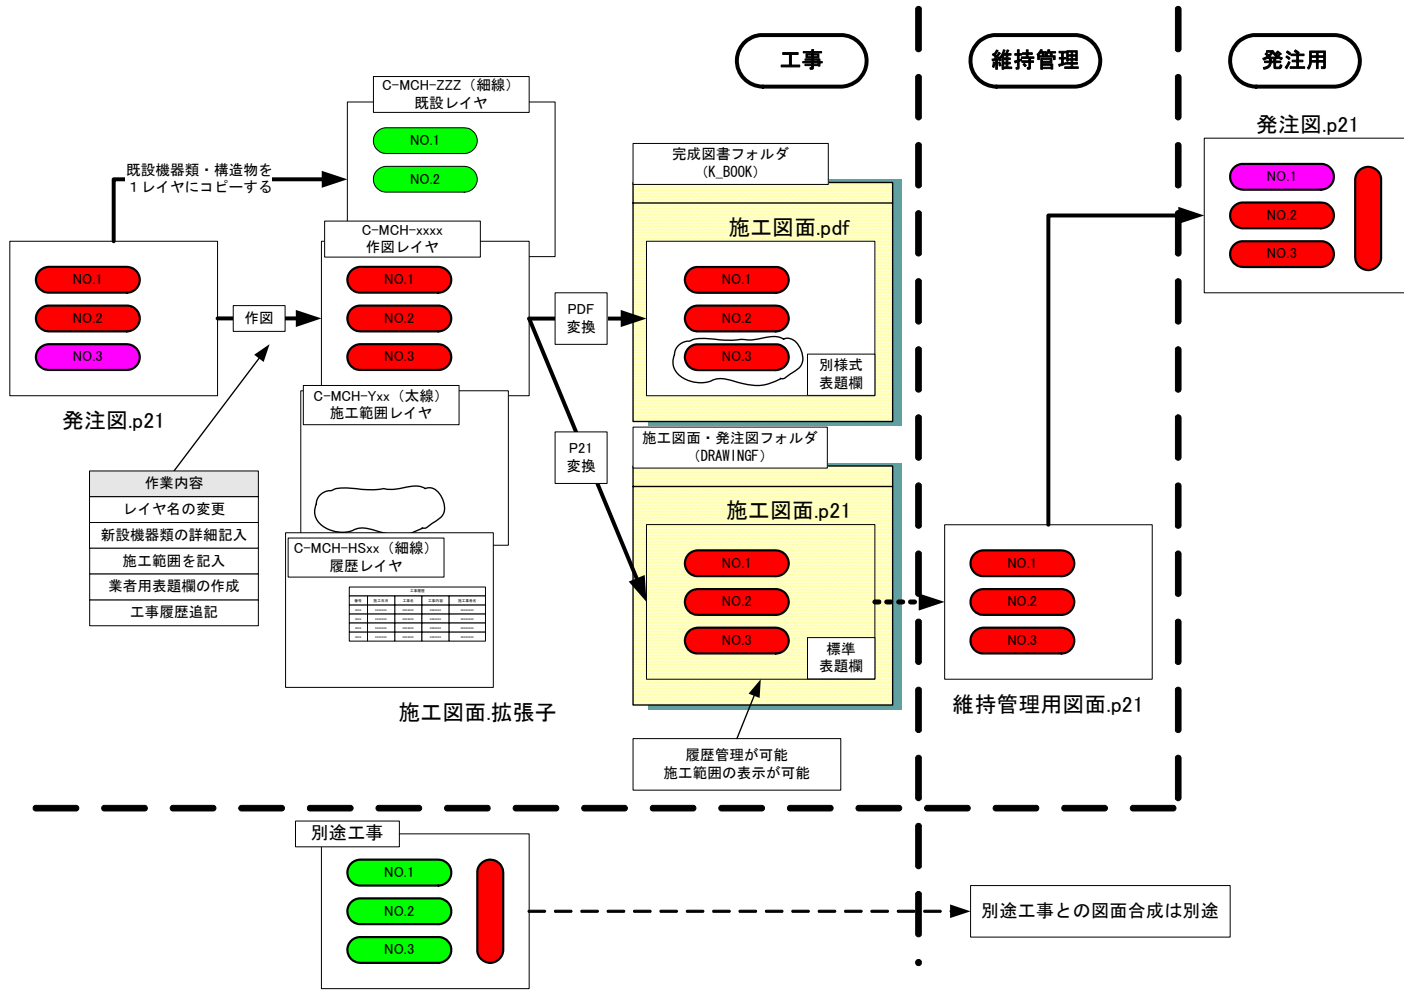 工事
維持管理
発注用
C-MCH-ZZZ（細線）
既設レイヤ
NO.1
NO.2
既設機器類・構造物を
１レイヤにコピーする
発注図.p21
NO.1
NO.2
NO.3
完成図書フォルダ
（K_BOOK）
施工図面.pdf
NO.1
NO.2
NO.3
別様式
表題欄
C-MCH-xxxx
作図レイヤ
NO.1
NO.2
NO.3
NO.1
NO.2
NO.3
発注図.p21
作図
PDF
変換
P21
変換
C-MCH-Yxx（太線）
施工範囲レイヤ
作業内容
レイヤ名の変更
新設機器類の詳細記入
施工範囲を記入
業者用表題欄の作成
工事履歴追記
C-MCH-HSxx（細線）
履歴レイヤ
工事履歴
施工図面.拡張子
施工図面・発注図フォルダ
（DRAWINGF）
施工図面.p21
NO.1
NO.2
NO.3
標準
表題欄
NO.1
NO.2
NO.3
維持管理用図面.p21
履歴管理が可能
施工範囲の表示が可能
別途工事
NO.1
NO.2
NO.3
別途工事との図面合成は別途